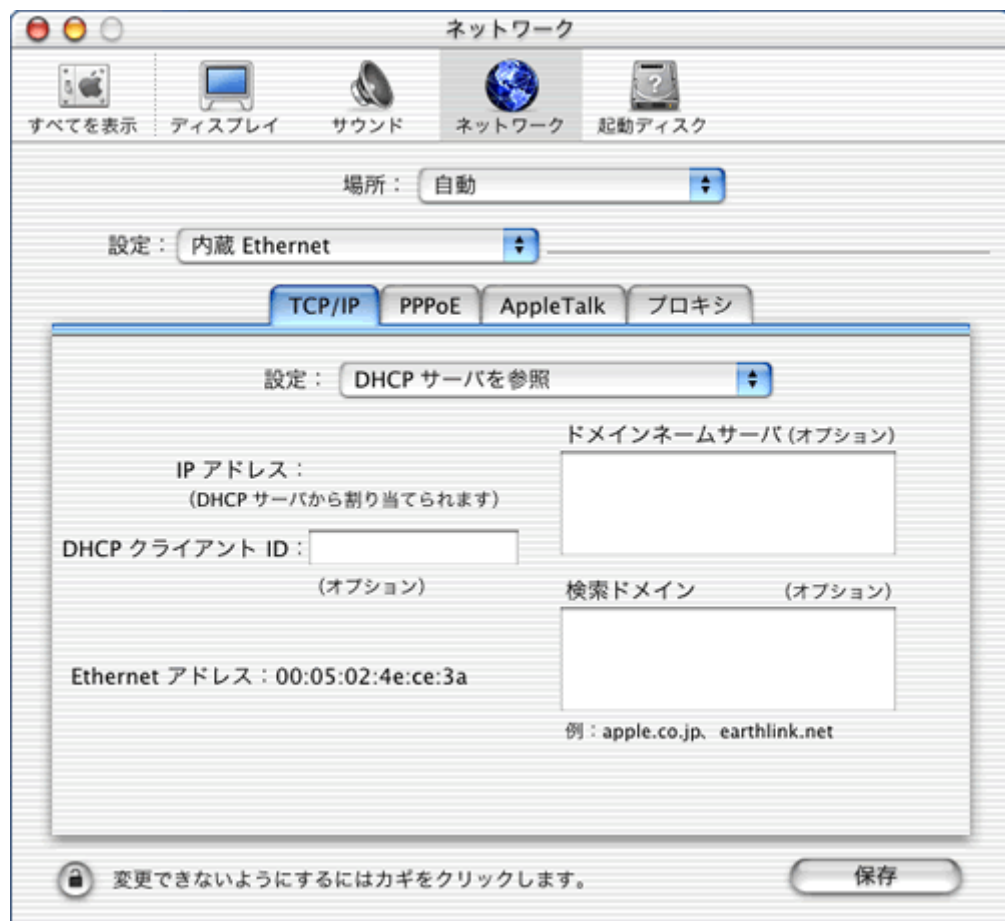 ネットワーク
すべてを表示 ディスプレイ サウンド ネットワーク 起動ディスク
場所： 自動
設定： 内蔵 Ethernet
TCP/IP PPPoE AppleTalk プロキシ
設定： DHCP サーバを参照
ドメインネームサーバ (オプション)
IP アドレス：
(DHCP サーバから割り当てられます)
DHCP クライアント ID：
(オプション)
検索ドメイン (オプション)
Ethernet アドレス：00:05:02:4e:ce:3a
例：apple.co.jp、earthlink.net
変更できないようにするにはカギをクリックします。
保存